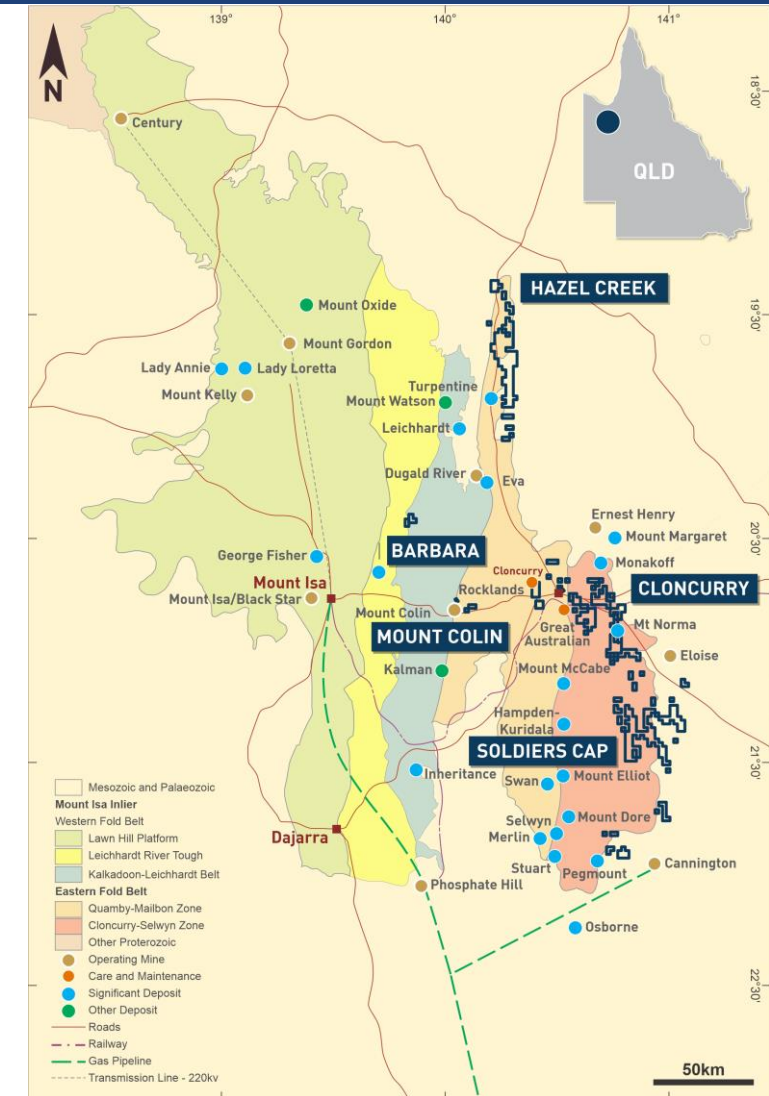 139°
140°
141°
N
18°30'
Century
QLD
HAZEL CREEK
19°30'
Mount Oxide
Mount Gordon
Lady Annie
Lady Loretta
Mount Kelly
Turpentine
Mount Watson
Leichhardt
Dugald River
Eva
Ernest Henry
20°30'
Mount Margaret
BARBARA
George Fisher
Monakoff
Mount Isa
Cloncurry
CLONCURRY
Rocklands
Mount Isa/Black Star
Mount Colin
Great
Australian
Mt Norma
MOUNT COLIN
Eloise
Kalman
Mount McCabe
Hampden-
Kuridala
SOLDIERS CAP
21°30'
Inheritance
Mount Elliot
Swan
Mount Dore
Selwyn
Dajarra
Merlin
Stuart
Pegmount
Cannington
Phosphate Hill
Osborne
22°30'
Mesozoic and Palaeozoic
Mount Isa Inlier
Western Fold Belt
Lawn Hill Platform
Leichhardt River Tough
Kalkadoon-Leichhardt Belt
Eastern Fold Belt
Quamby-Mailbon Zone
Cloncurry-Selwyn Zone
Other Proterozoic
Operating Mine
Care and Maintenance
Significant Deposit
Other Deposit
Roads
Railway
Gas Pipeline
Transmission Line - 220kv
50km